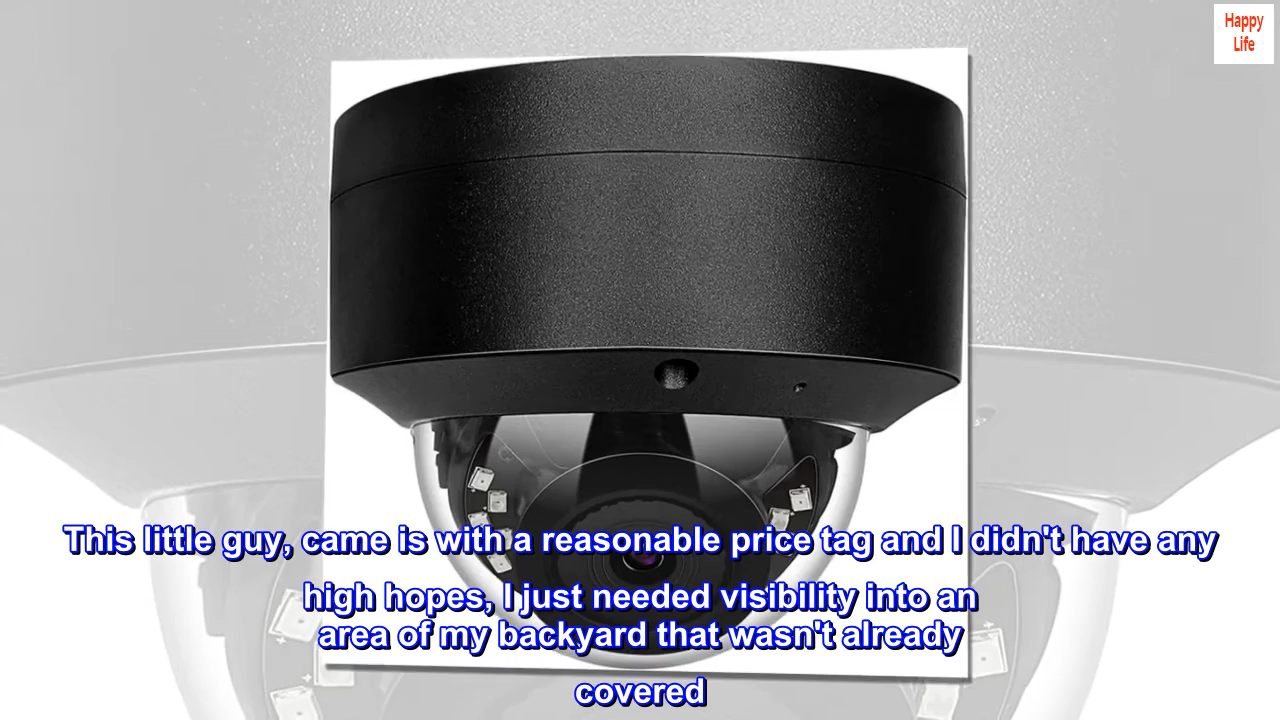 Happy
Life
This little guy, came is with a reasonable price tag and I didn't have any
high hopes, I just needed visibility into an
area of my backyard that wasn't already
covered